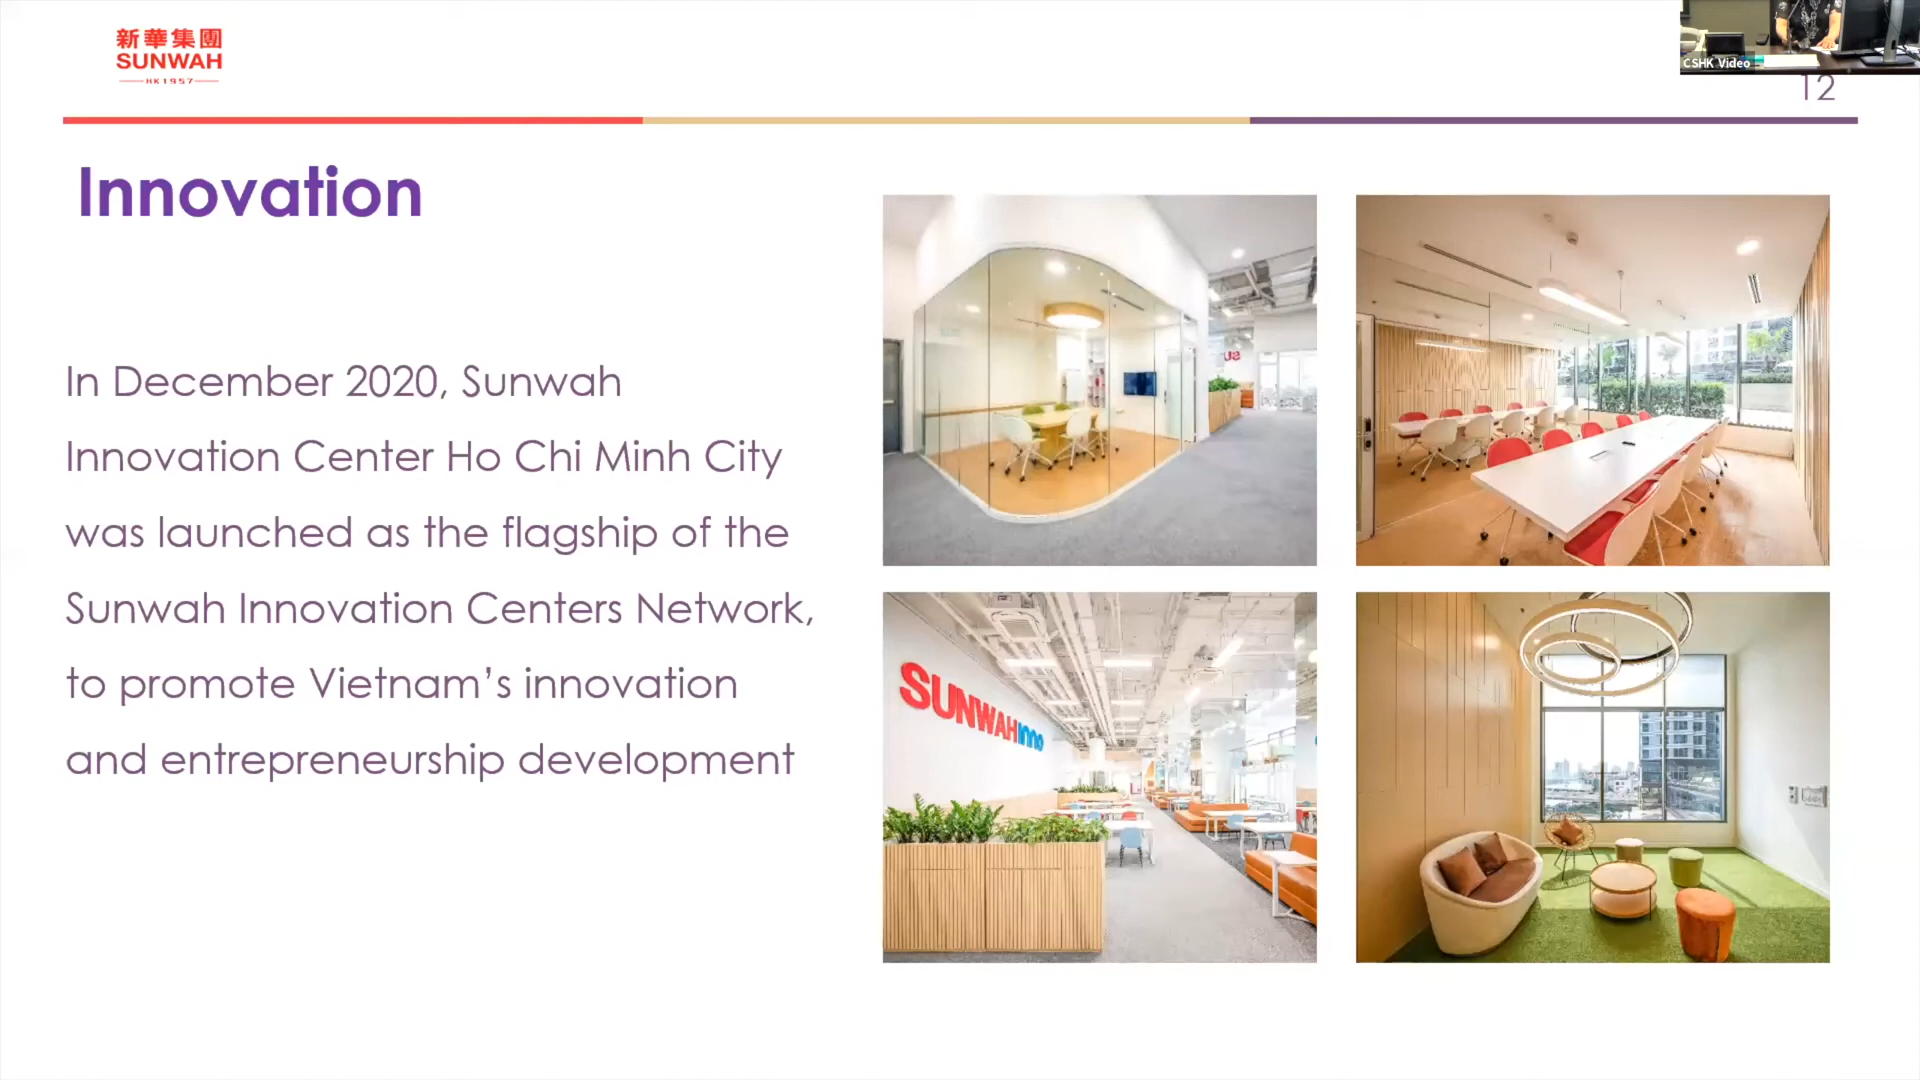 新華集團
SUNWAH
HK1957
CSHK Video
12
Innovation
In December 2020, Sunwah
Innovation Center Ho Chi Minh City
was launched as the flagship of the
Sunwah Innovation Centers Network,
to promote Vietnam’s innovation
and entrepreneurship development
SU
SUNWAHinno